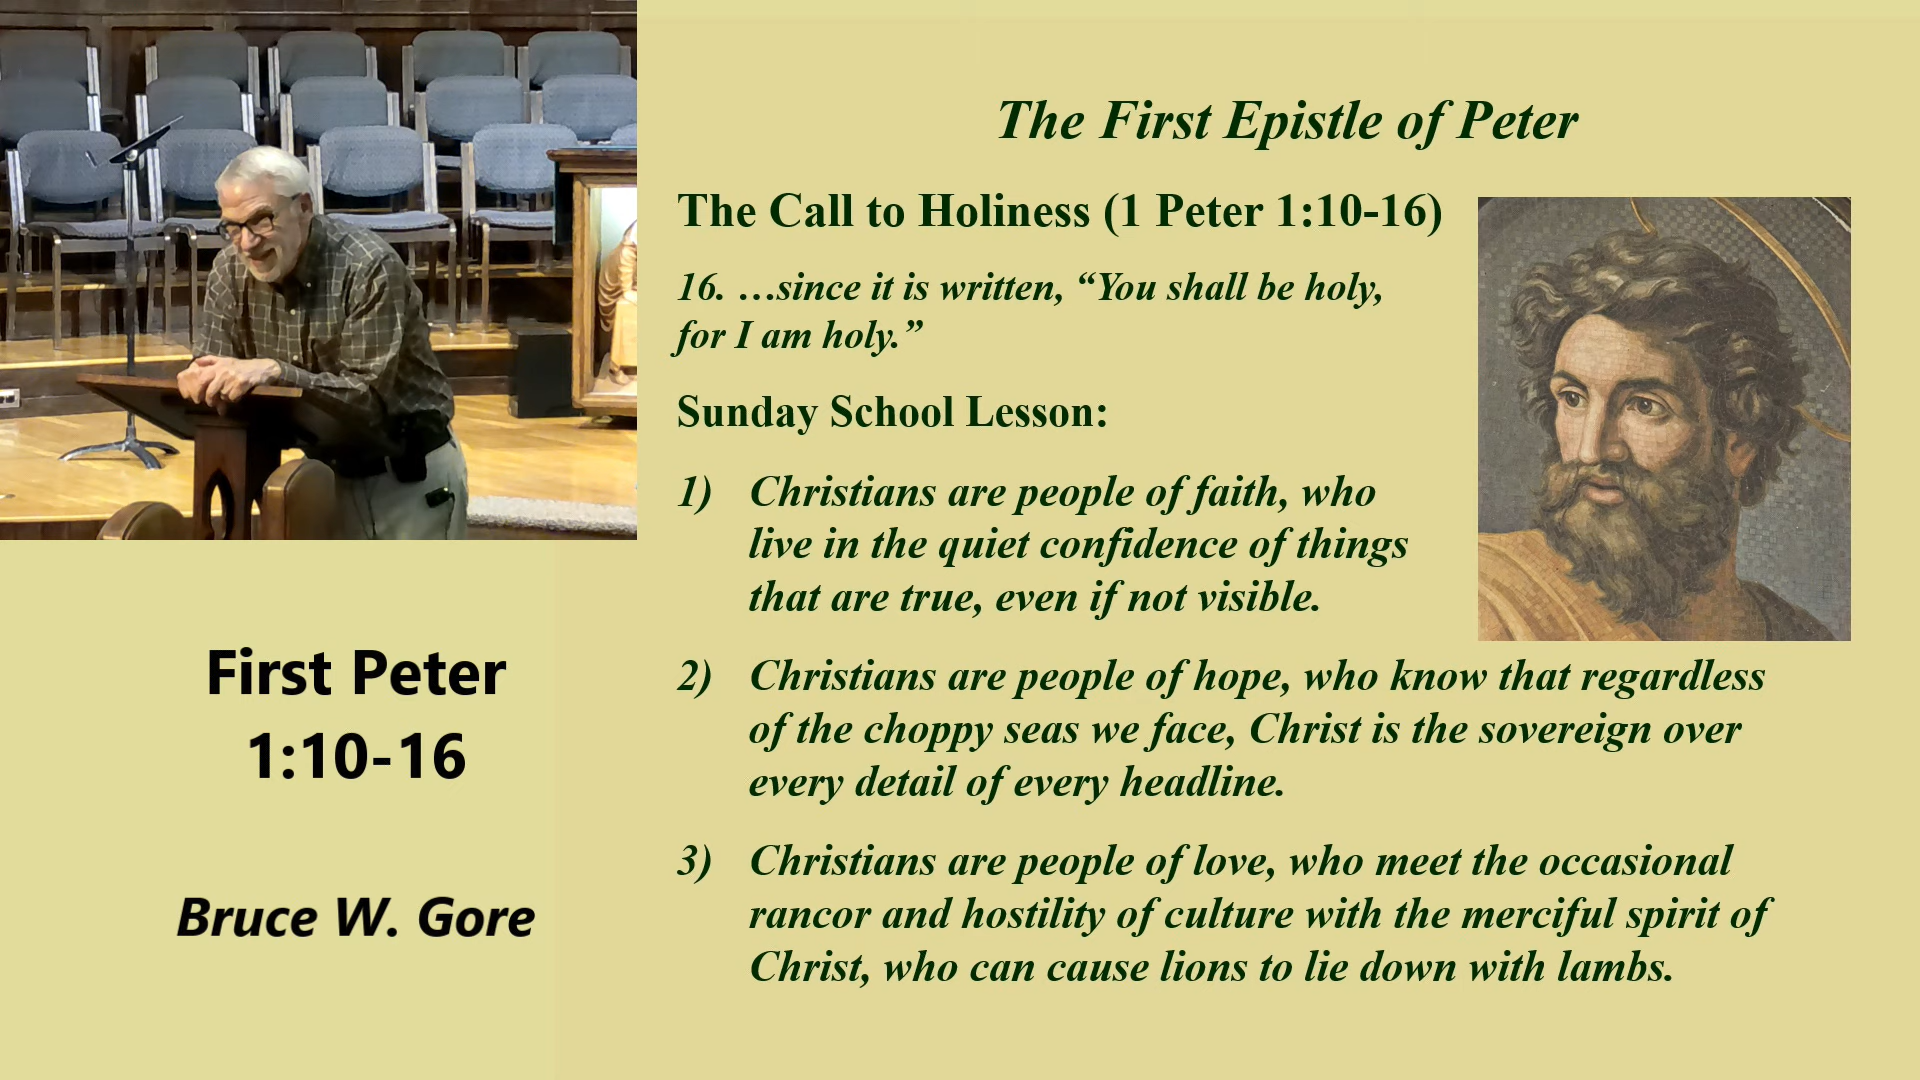 The First Epistle of Peter
The Call to Holiness (1 Peter 1:10-16)
16. …since it is written, “You shall be holy,
for I am holy.”
Sunday School Lesson:
1) Christians are people of faith, who
live in the quiet confidence of things
that are true, even if not visible.
2) Christians are people of hope, who know that regardless
of the choppy seas we face, Christ is the sovereign over
every detail of every headline.
3) Christians are people of love, who meet the occasional
rancor and hostility of culture with the merciful spirit of
Christ, who can cause lions to lie down with lambs.
First Peter
1:10-16
Bruce W. Gore